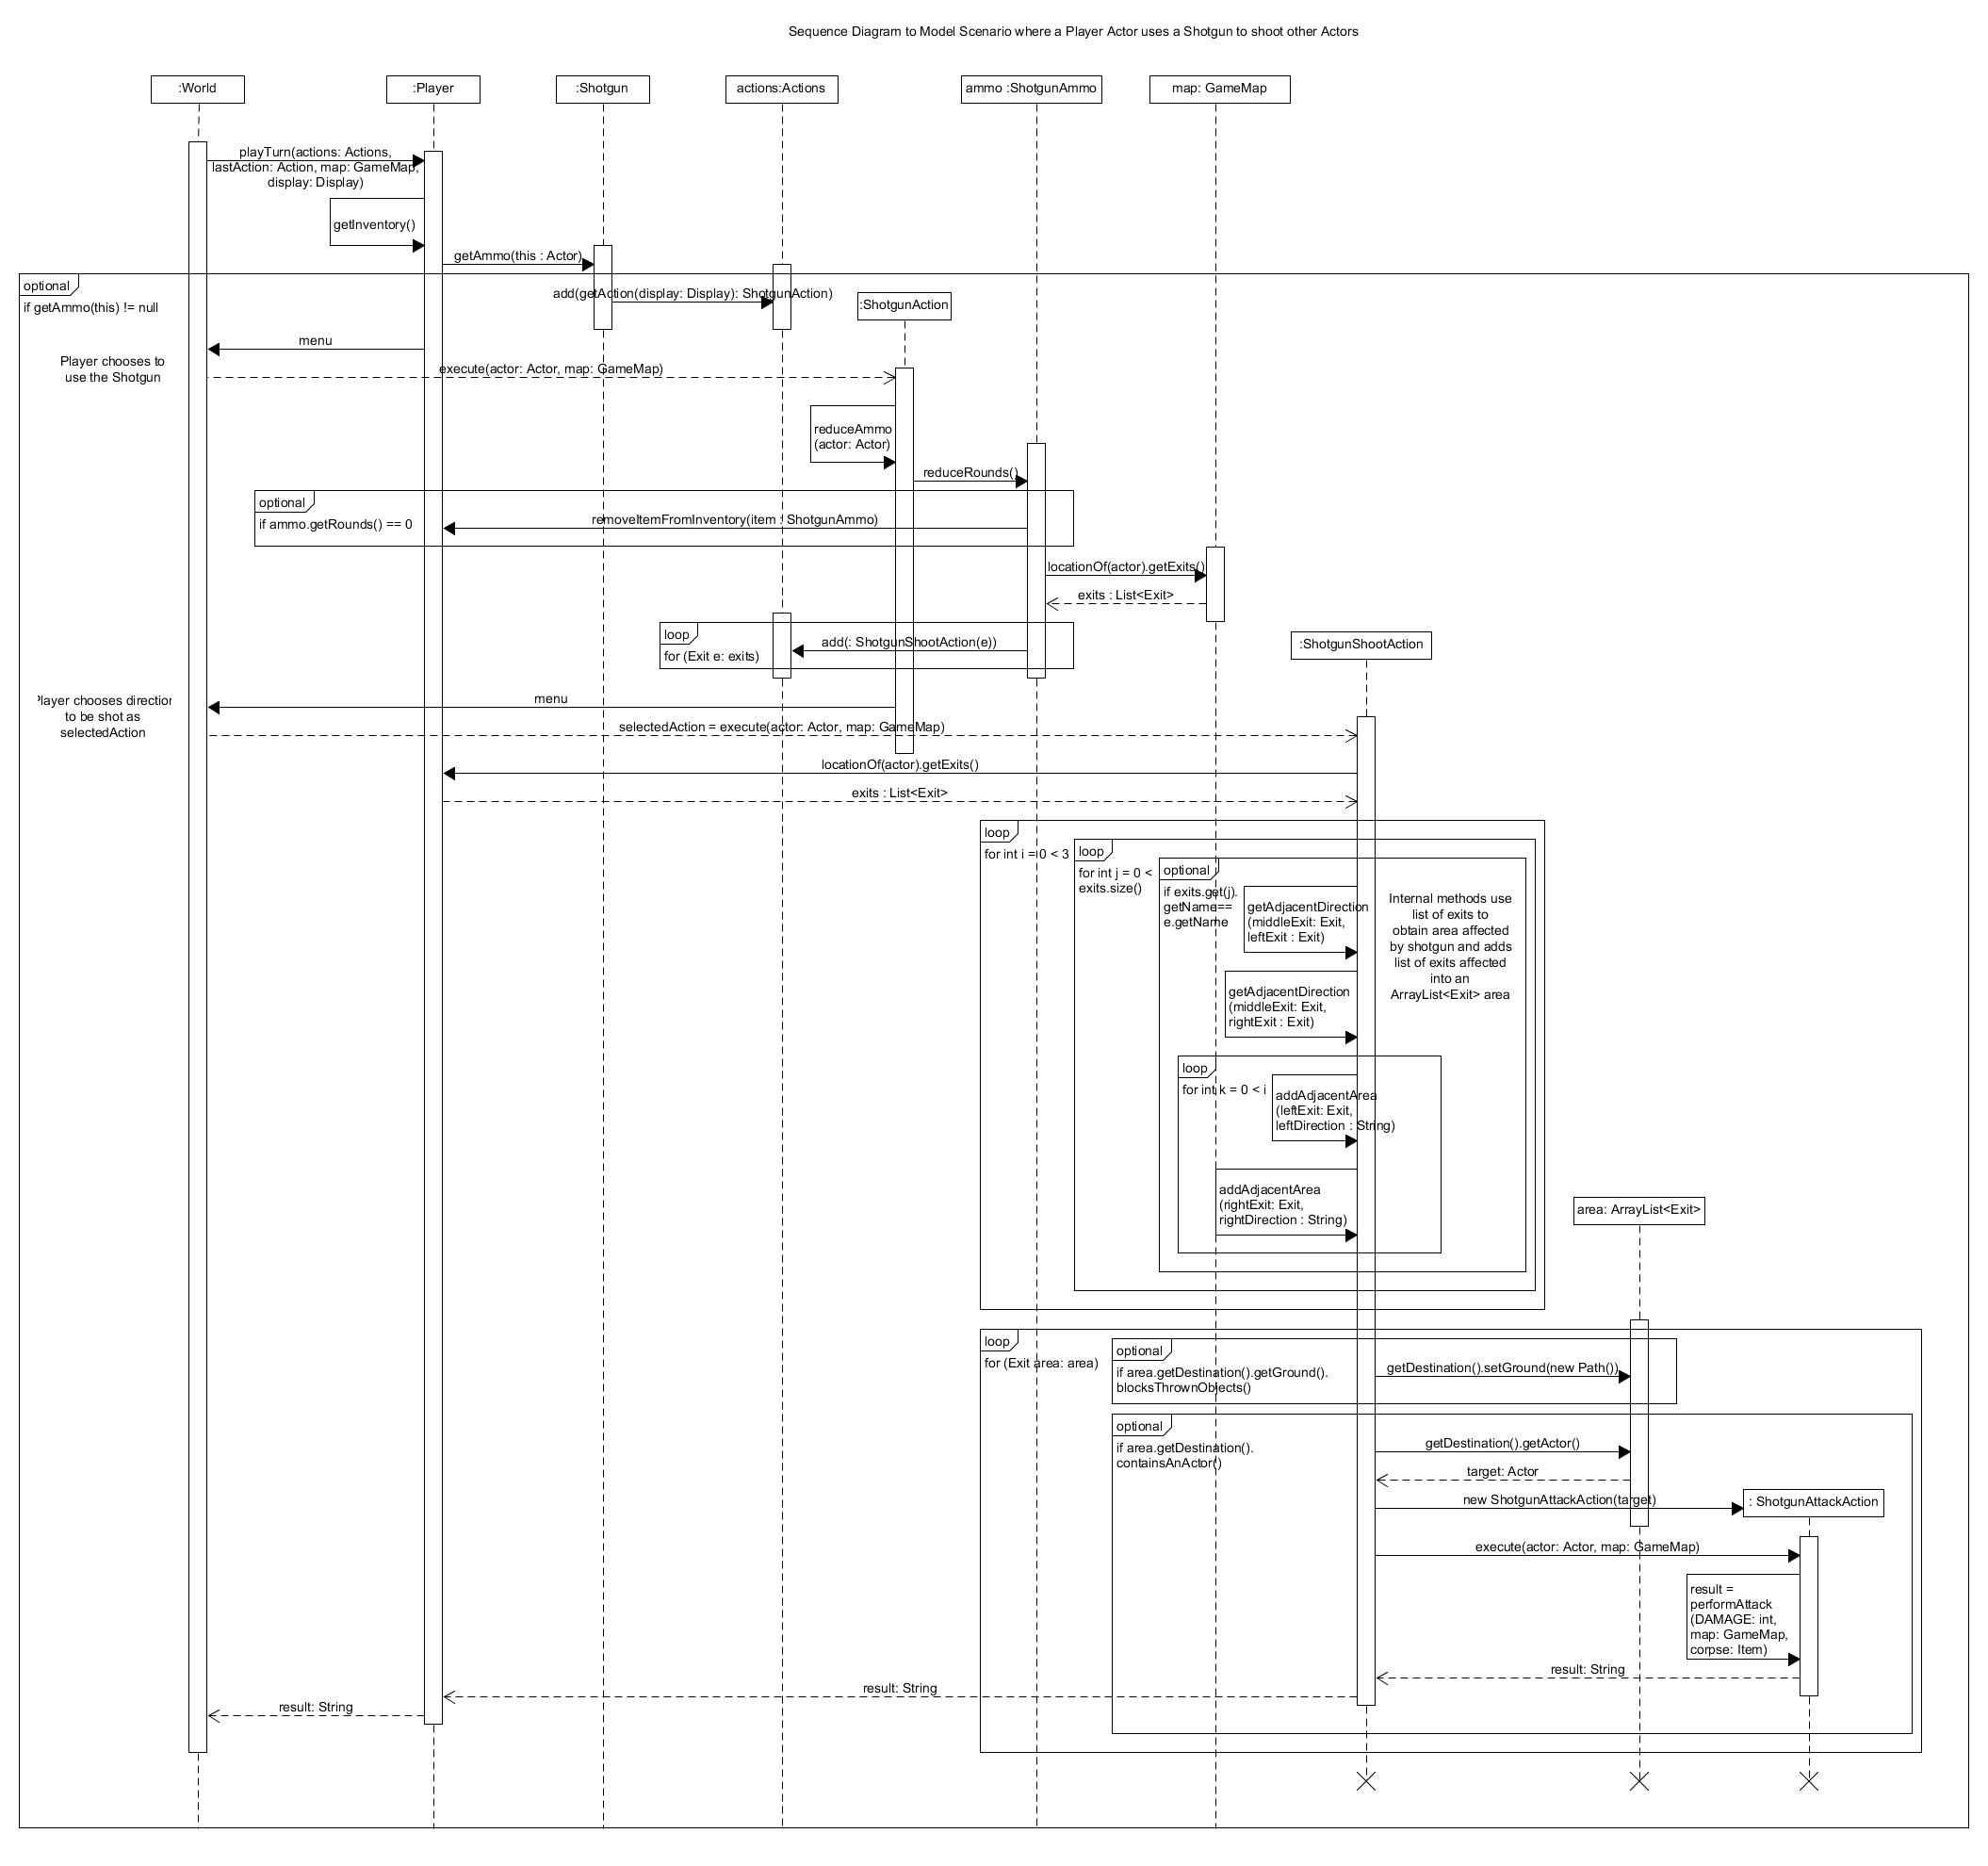 Sequence Diagram to Model Scenario where a Player Actor uses a Shotgun to shoot other Actors
:World
:Player
:Shotgun
actions:Actions
ammo :ShotgunAmmo
map: GameMap
playTurn(actions: Actions,
lastAction: Action, map: GameMap,
display: Display)
getInventory()
getAmmo(this : Actor)
optional
if getAmmo(this) != null
add(getAction(display: Display): ShotgunAction)
:ShotgunAction
menu
Player chooses to
use the Shotgun
execute(actor: Actor, map: GameMap)
reduceAmmo
(actor: Actor)
reduceRounds()
optional
if ammo.getRounds() == 0
removeItemFromInventory(item : ShotgunAmmo)
locationOf(actor).getExits()
exits : List<Exit>
loop
for (Exit e: exits)
add(: ShotgunShootAction(e))
:ShotgunShootAction
Player chooses direction
to be shot as
selectedAction
menu
selectedAction = execute(actor: Actor, map: GameMap)
locationOf(actor).getExits()
exits : List<Exit>
loop
for int i = 0 < 3
loop
for int j = 0 <
exits.size()
optional
if exits.get(j).
getName==
e.getName
getAdjacentDirection
(middleExit: Exit,
leftExit : Exit)
Internal methods use
list of exits to
obtain area affected
by shotgun and adds
list of exits affected
into an
ArrayList<Exit> area
getAdjacentDirection
(middleExit: Exit,
rightExit : Exit)
loop
for int k = 0 < i
addAdjacentArea
(leftExit: Exit,
leftDirection : String)
addAdjacentArea
(rightExit: Exit,
rightDirection : String)
area: ArrayList<Exit>
loop
for (Exit area: area)
optional
if area.getDestination().getGround().
blocksThrownObjects()
getDestination().setGround(new Path())
optional
if area.getDestination().
containsAnActor()
getDestination().getActor()
target: Actor
new ShotgunAttackAction(target)
: ShotgunAttackAction
execute(actor: Actor, map: GameMap)
result =
performAttack
(DAMAGE: int,
map: GameMap,
corpse: Item)
result: String
result: String
result: String